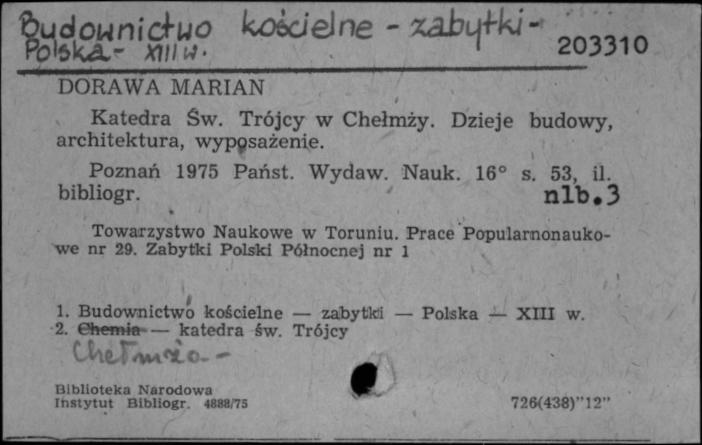 Budownictwo kościelne - zabytki -
Polska - XIII w.
203310
DORAWA MARIAN
Katedra Św. Trójcy w Chełmży. Dzieje budowy,
architektura, wyposażenie.
Poznań 1975 Państ. Wydaw. Nauk. 16° s. 53, il.
bibliogr.
nlb.3
Towarzystwo Naukowe w Toruniu. Prace Popularnonauko-
we nr 29. Zabytki Polski Północnej nr 1
1. Budownictwo kościelne — zabytki — Polska — XIII w.
2. Chemia — katedra św. Trójcy
Chełmża -
Biblioteka Narodowa
Instytut Bibliogr. 4888/75
726(438)"12"